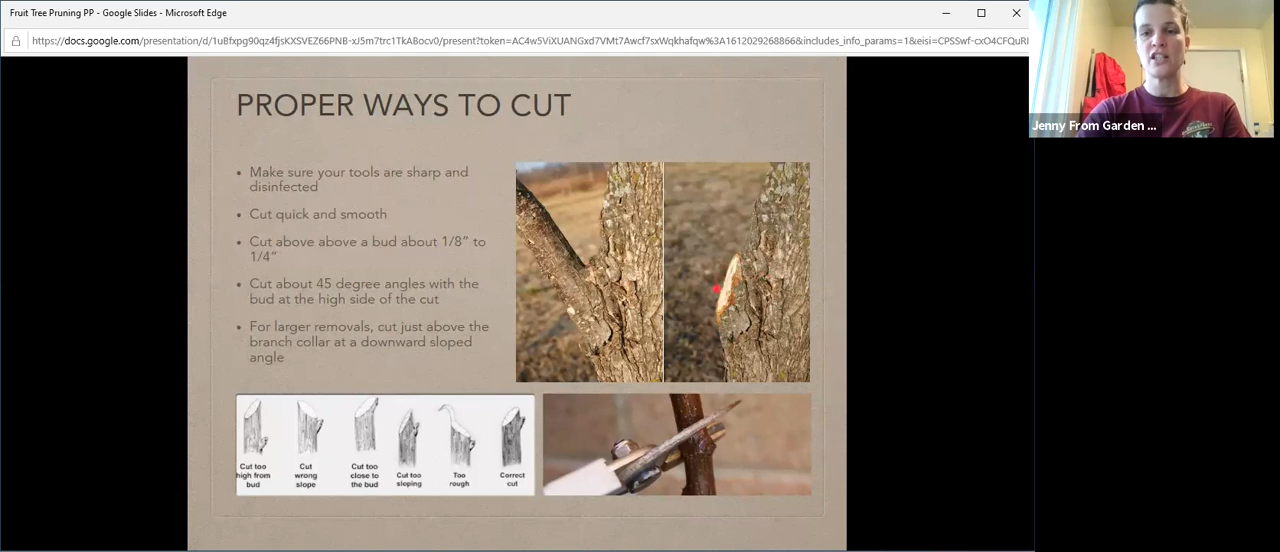 Fruit Tree Pruning PP - Google Slides - Microsoft Edge
PROPER WAYS TO CUT
Make sure your tools are sharp and
disinfected
Cut quick and smooth
Cut above above a bud about 1/8” to
1/4”
Cut about 45 degree angles with the
bud at the high side of the cut
For larger removals, cut just above the
branch collar at a downward sloped
angle
Cut too
high from
bud
Cut
wrong
slope
Cut too
close to
the bud
Cut too
sloping
Too
rough
Correct
cut
Jenny From Garden ...